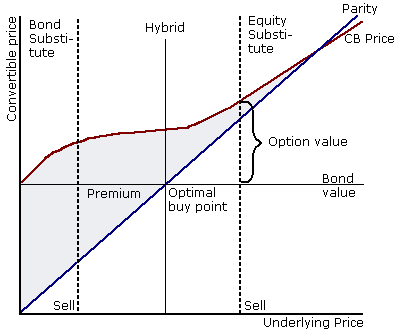 Parity
Convertible price
Bond
Substi-
tute
Hybrid
Equity
Substi-
tute
CB Price
Option value
Premium
Optimal
buy point
Bond
value
Sell
Sell
Underlying Price